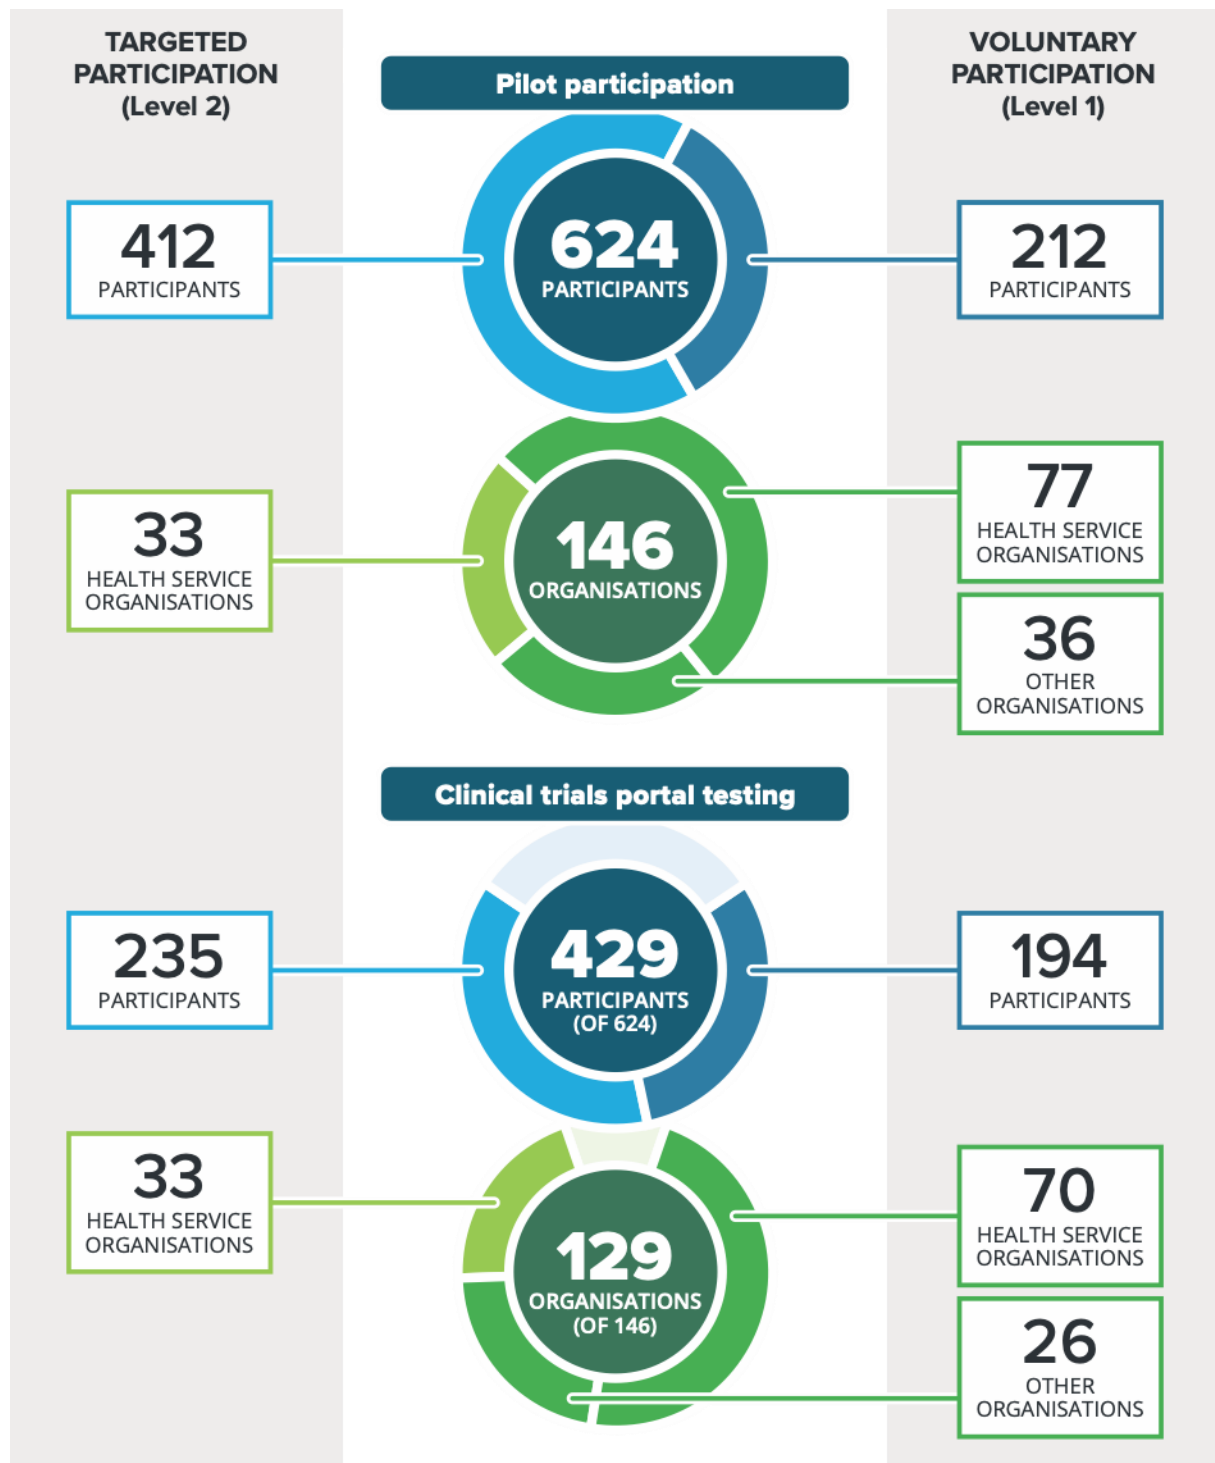 TARGETED
PARTICIPATION
(Level 2)
VOLUNTARY
PARTICIPATION
(Level 1)
Pilot participation
412
PARTICIPANTS
624
PARTICIPANTS
212
PARTICIPANTS
33
HEALTH SERVICE
ORGANISATIONS
146
ORGANISATIONS
77
HEALTH SERVICE
ORGANISATIONS
36
OTHER
ORGANISATIONS
Clinical trials portal testing
235
PARTICIPANTS
429
PARTICIPANTS
(OF 624)
194
PARTICIPANTS
33
HEALTH SERVICE
ORGANISATIONS
129
ORGANISATIONS
(OF 146)
70
HEALTH SERVICE
ORGANISATIONS
26
OTHER
ORGANISATIONS